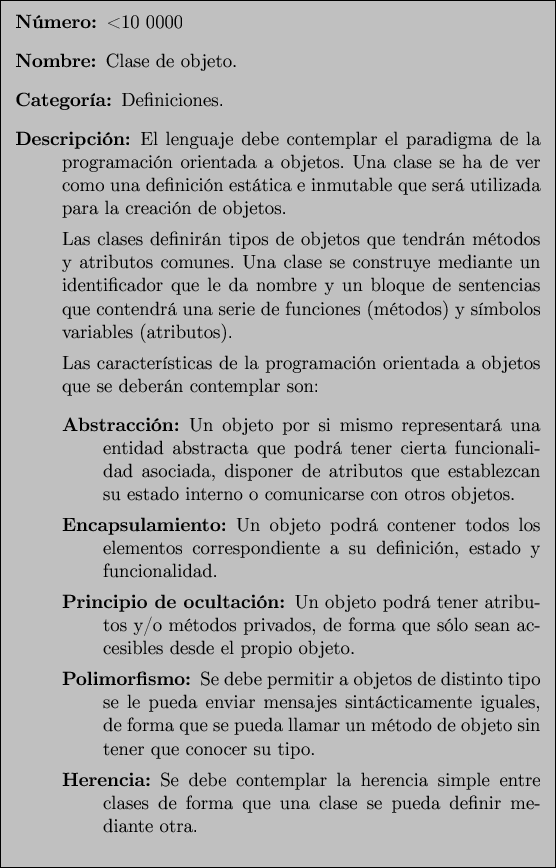 Número: <10 0000
Nombre: Clase de objeto.
Categoría: Definiciones.
Descripción: El lenguaje debe contemplar el paradigma de la
programación orientada a objetos. Una clase se ha de ver
como una definición estática e inmutable que será utilizada
para la creación de objetos.
Las clases definirán tipos de objetos que tendrán métodos
y atributos comunes. Una clase se construye mediante un
identificador que le da nombre y un bloque de sentencias
que contendrá una serie de funciones (métodos) y símbolos
variables (atributos).
Las características de la programación orientada a objetos
que se deberán contemplar son:
Abstracción: Un objeto por si mismo representará una
entidad abstracta que podrá tener cierta funcionali-
dad asociada, disponer de atributos que establezcan
su estado interno o comunicarse con otros objetos.
Encapsulamiento: Un objeto podrá contener todos los
elementos correspondiente a su definición, estado y
funcionalidad.
Principio de ocultación: Un objeto podrá tener atribu-
tos y/o métodos privados, de forma que sólo sean ac-
cesibles desde el propio objeto.
Polimorfismo: Se debe permitir a objetos de distinto tipo
se le pueda enviar mensajes sintácticamente iguales,
de forma que se pueda llamar un método de objeto sin
tener que conocer su tipo.
Herencia: Se debe contemplar la herencia simple entre
clases de forma que una clase se pueda definir me-
diante otra.